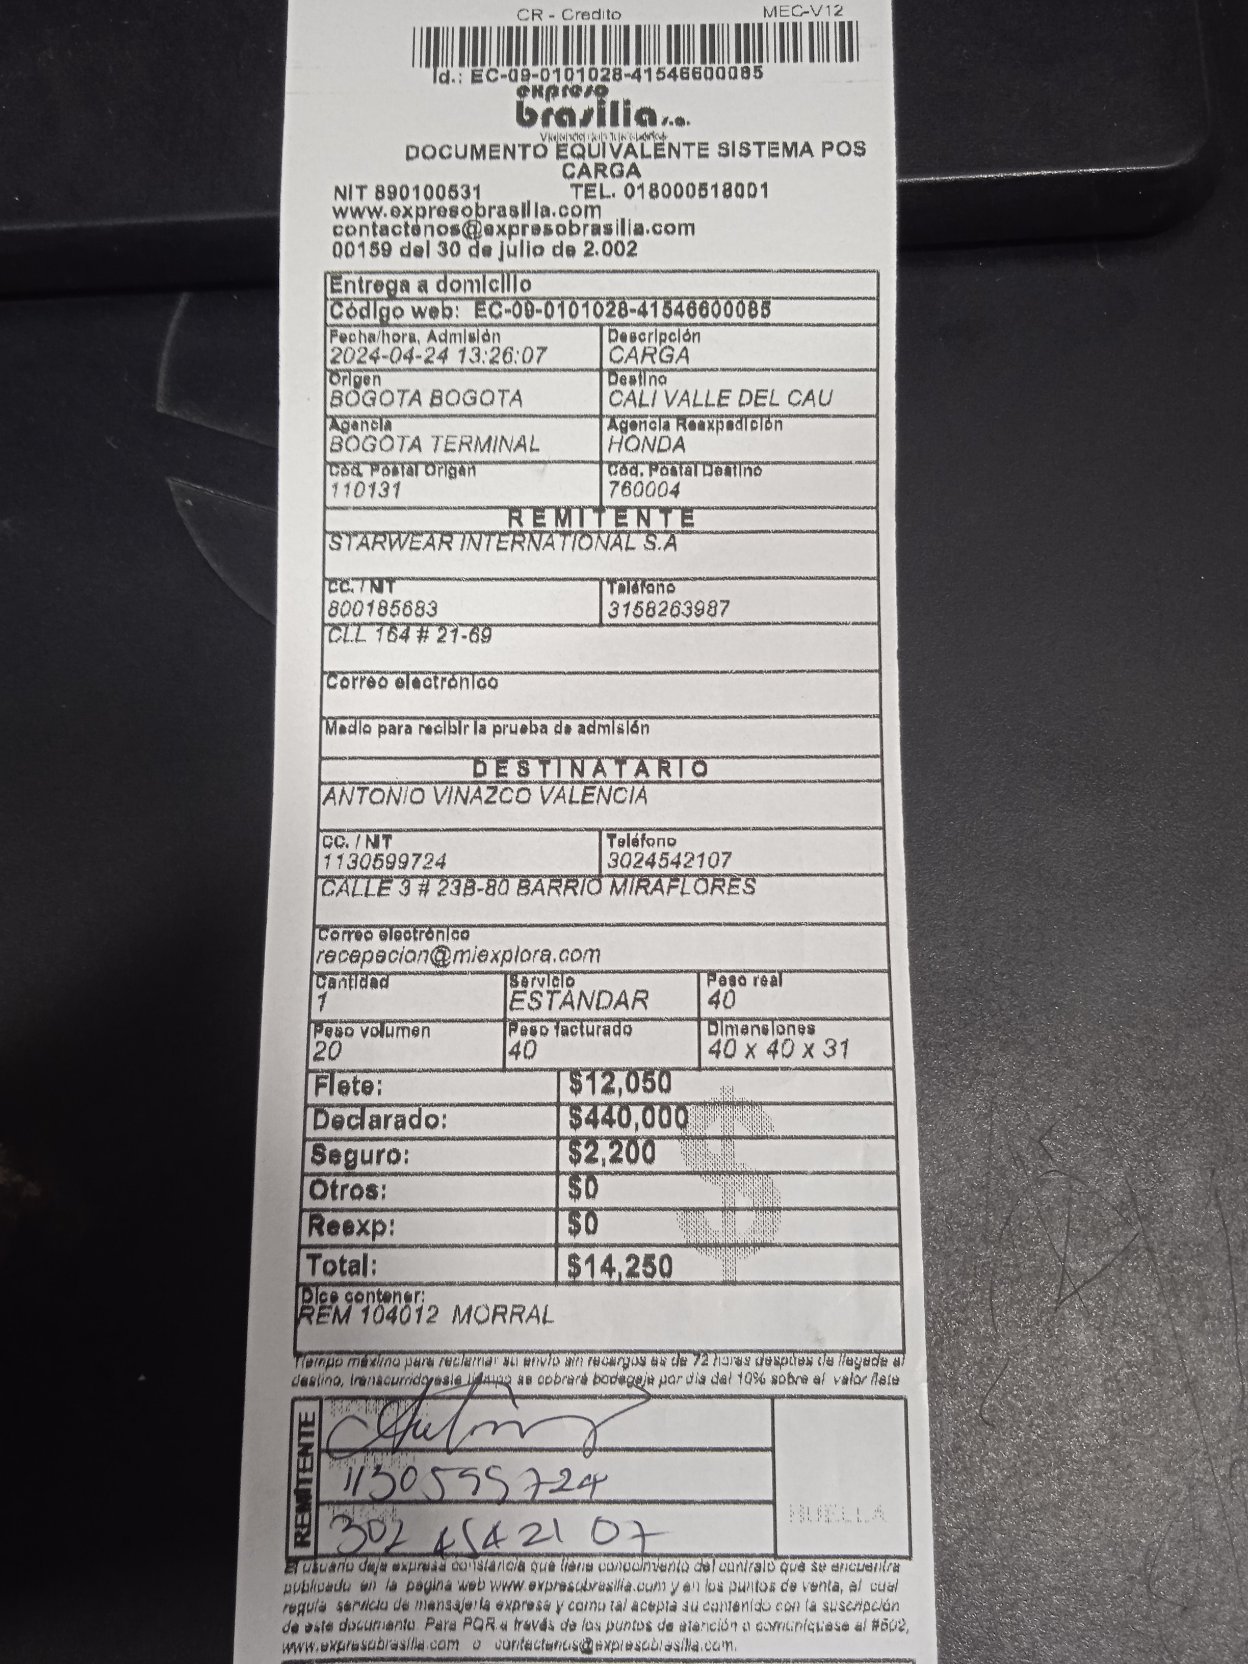 CR - Credito MEC-V12
Id.: EC-09-0101028-41546600085
expreso
brasilia s.a.
DOCUMENTO EQUIVALENTE SISTEMA POS
CARGA
NIT 890100531 TEL. 018000518001
www.expresobrasilia.com
contactenos@expresobrasilia.com
00159 del 30 de julio de 2.002
Entrega a domicilio
Código web: EC-09-0101028-41546600085
Fecha/hora, Admisión Descripción
2024-04-24 13:26:07 CARGA
Origen Destino
BOGOTA BOGOTA CALI VALLE DEL CAU
Agencia Agencia Reexpedición
BOGOTA TERMINAL HONDA
Cód. Postal Origen Cód. Postal Destino
110131 760004
REMITENTE
STARWEAR INTERNATIONAL S.A
CC. / NIT Teléfono
800185683 3158263987
CLL 164 # 21-69
Correo electrónico
Medio para recibir la prueba de admisión
DESTINATARIO
ANTONIO VINAZCO VALENCIA
CC. / NIT Teléfono
1130599724 3024542107
CALLE 3 # 23B-80 BARRIO MIRAFLORES
Correo electrónico
recepecion@miexplora.com
Cantidad Servicio Peso real
1 ESTANDAR 40
Peso volumen Peso facturado Dimensiones
20 40 40 x 40 x 31
Flete: $12,050
Declarado: $440,000
Seguro: $2,200
Otros: $0
Reexp: $0
Total: $14,250
Dice contener:
REM 104012 MORRAL
Tiempo máximo para reclamar su envío sin recargos es de 72 horas después de llegada al
destino, transcurrido este término se cobrará bodegaje por día del 10% sobre el valor flete
REMITENTE
1130599724
302 454 21 07
HUELLA
El usuario deja expresa constancia que tiene conocimiento del contrato que se encuentra
publicado en la página web www.expresobrasilia.com y en los puntos de venta, el cual
regula servicio de mensajería expresa y como tal acepta su contenido con la suscripción
de este documento. Para PQR a través de los puntos de atención o comuníquese al #502,
www.expresobrasilia.com o contactenos@expresobrasilia.com.